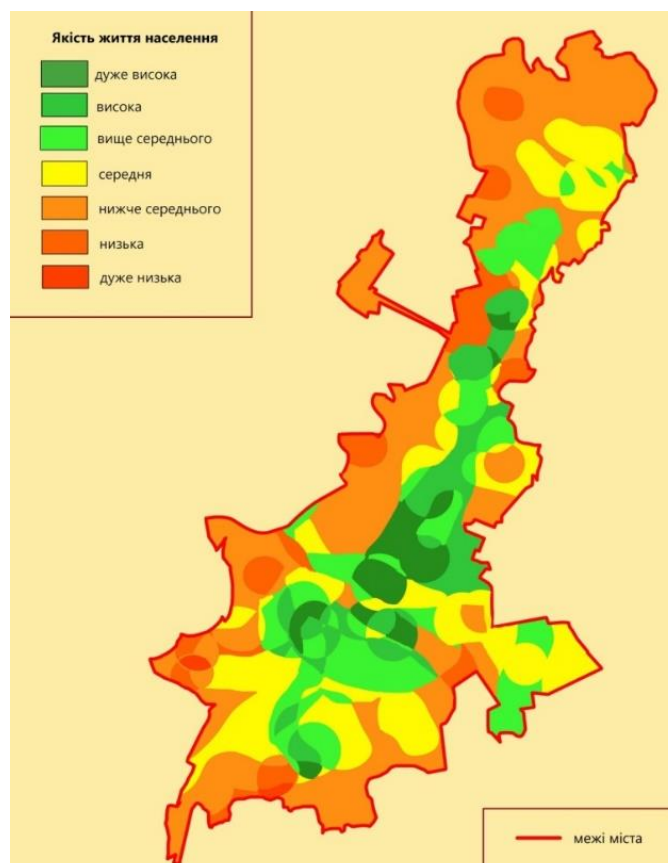 Якість життя населення
дуже висока
висока
вище середнього
середня
нижче середнього
низька
дуже низька
межі міста